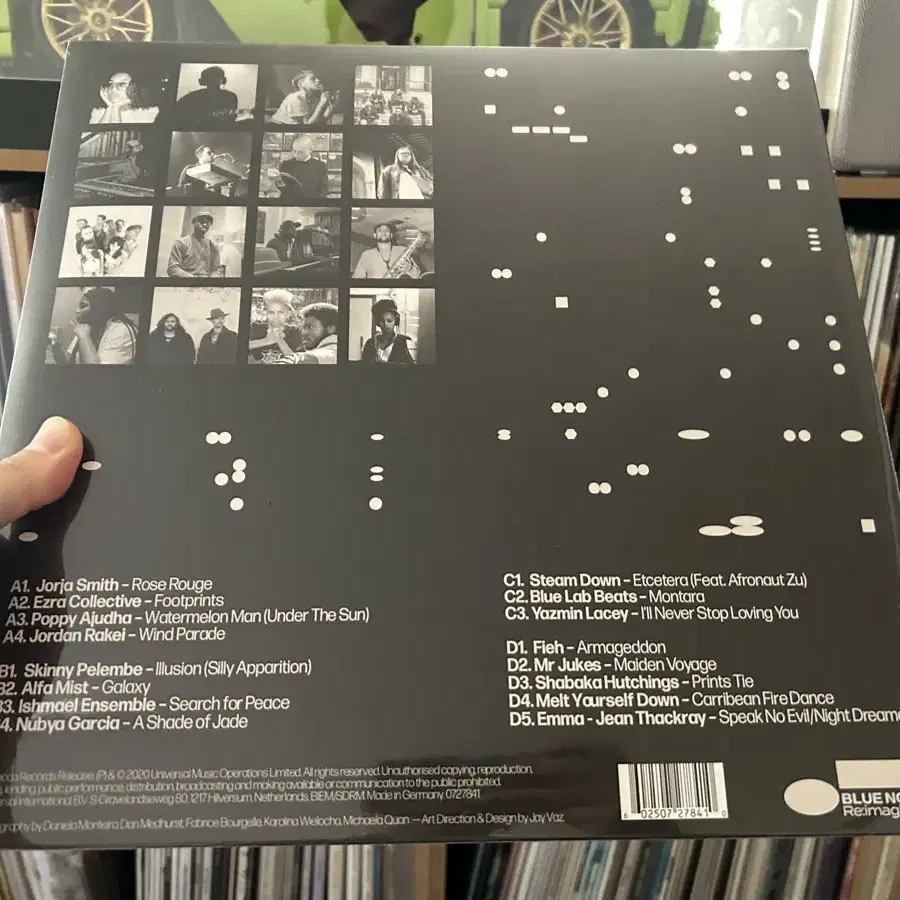 A1. Jorja Smith – Rose Rouge
A2. Ezra Collective – Footprints
A3. Poppy Ajudha – Watermelon Man (Under The Sun)
A4. Jordan Rakei – Wind Parade
B1. Skinny Pelembe – Illusion (Silly Apparition)
B2. Alfa Mist – Galaxy
33. Ishmael Ensemble – Search for Peace
4. Nubya Garcia – A Shade of Jade
C1. Steam Down – Etcetera (Feat. Afronaut Zu)
C2. Blue Lab Beats – Montara
C3. Yazmin Lacey – I'll Never Stop Loving You
D1. Fieh – Armageddon
D2. Mr Jukes – Maiden Voyage
D3. Shabaka Hutchings – Prints Tie
D4. Melt Yourself Down – Carribean Fire Dance
D5. Emma - Jean Thackray – Speak No Evil/Night Dreame
Records Release. (P) & © 2020 Universal Music Operations Limited. All rights reserved. Unauthorised copying, reproduction,
lending, public performance, distribution, broadcasting and making available or communication to the public prohibited.
International B.V. 'S-Gravelandseweg 80, 1217 Hilversum, Netherlands, BIEM/SDRM. Made in Germany. 0727841
ography by Daniela Monteira, Dan Medhurst, Fabrice Bourgelle, Karolina Wielocha, Michaela Quan. — Art Direction & Design by Jay Vaz.
6 02507 27841 0
BLUE NO
Re:imag